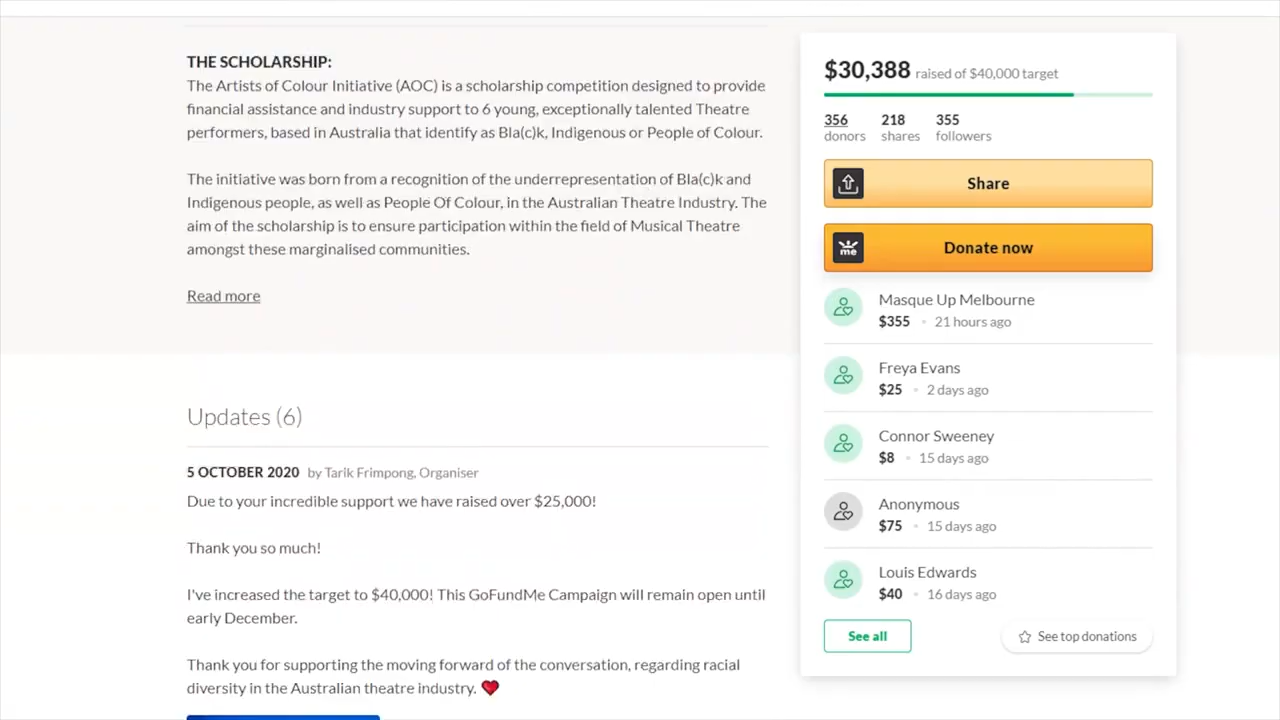 THE SCHOLARSHIP:
The Artists of Colour Initiative (AOC) is a scholarship competition designed to provide
financial assistance and industry support to 6 young, exceptionally talented Theatre
performers, based in Australia that identify as Bla(c)k, Indigenous or People of Colour.
The initiative was born from a recognition of the underrepresentation of Bla(c)k and
Indigenous people, as well as People Of Colour, in the Australian Theatre Industry. The
aim of the scholarship is to ensure participation within the field of Musical Theatre
amongst these marginalised communities.
Read more
Updates (6)
5 OCTOBER 2020 by Tarik Frimpong, Organiser
Due to your incredible support we have raised over $25,000!
Thank you so much!
I've increased the target to $40,000! This GoFundMe Campaign will remain open until
early December.
Thank you for supporting the moving forward of the conversation, regarding racial
diversity in the Australian theatre industry. ❤️
$30,388 raised of $40,000 target
356 218 355
donors shares followers
Share
me Donate now
Masque Up Melbourne
$355 • 21 hours ago
Freya Evans
$25 • 2 days ago
Connor Sweeney
$8 • 15 days ago
Anonymous
$75 • 15 days ago
Louis Edwards
$40 • 16 days ago
See all See top donations